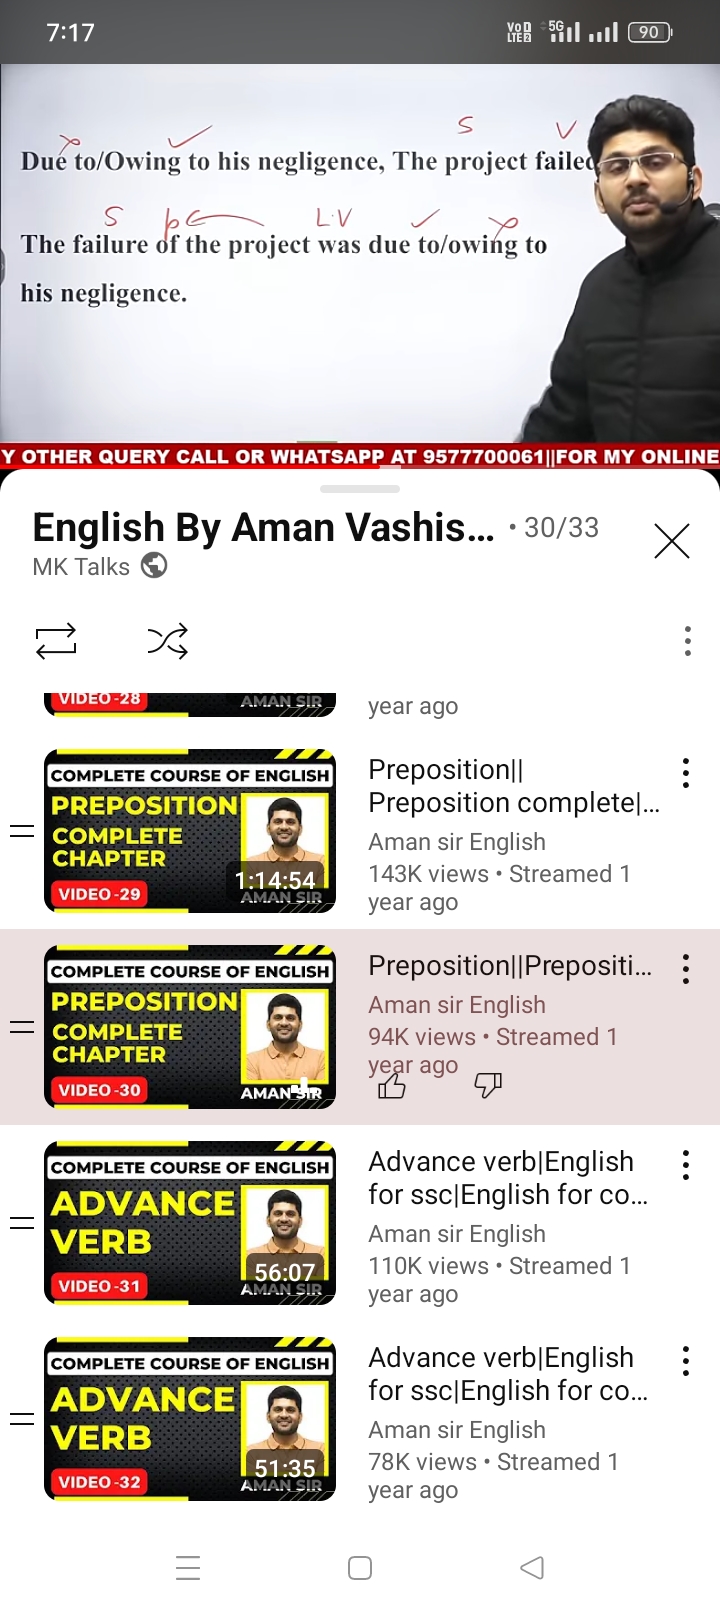 7:17
VoD LTE2 5G 90
S V
Due to/Owing to his negligence, The project failed
S p L.V
The failure of the project was due to/owing to
his negligence.
Y OTHER QUERY CALL OR WHATSAPP AT 9577700061||FOR MY ONLINE
English By Aman Vashis... • 30/33
MK Talks
VIDEO-28
AMAN SIR
year ago
COMPLETE COURSE OF ENGLISH
PREPOSITION
COMPLETE
CHAPTER
1:14:54
VIDEO-29
AMAN SIR
Preposition||
Preposition complete|...
Aman sir English
143K views • Streamed 1
year ago
COMPLETE COURSE OF ENGLISH
PREPOSITION
COMPLETE
CHAPTER
VIDEO-30
AMAN SIR
Preposition||Prepositi...
Aman sir English
94K views • Streamed 1
year ago
COMPLETE COURSE OF ENGLISH
ADVANCE
VERB
56:07
VIDEO-31
AMAN SIR
Advance verb|English
for ssc|English for co...
Aman sir English
110K views • Streamed 1
year ago
COMPLETE COURSE OF ENGLISH
ADVANCE
VERB
51:35
VIDEO-32
AMAN SIR
Advance verb|English
for ssc|English for co...
Aman sir English
78K views • Streamed 1
year ago